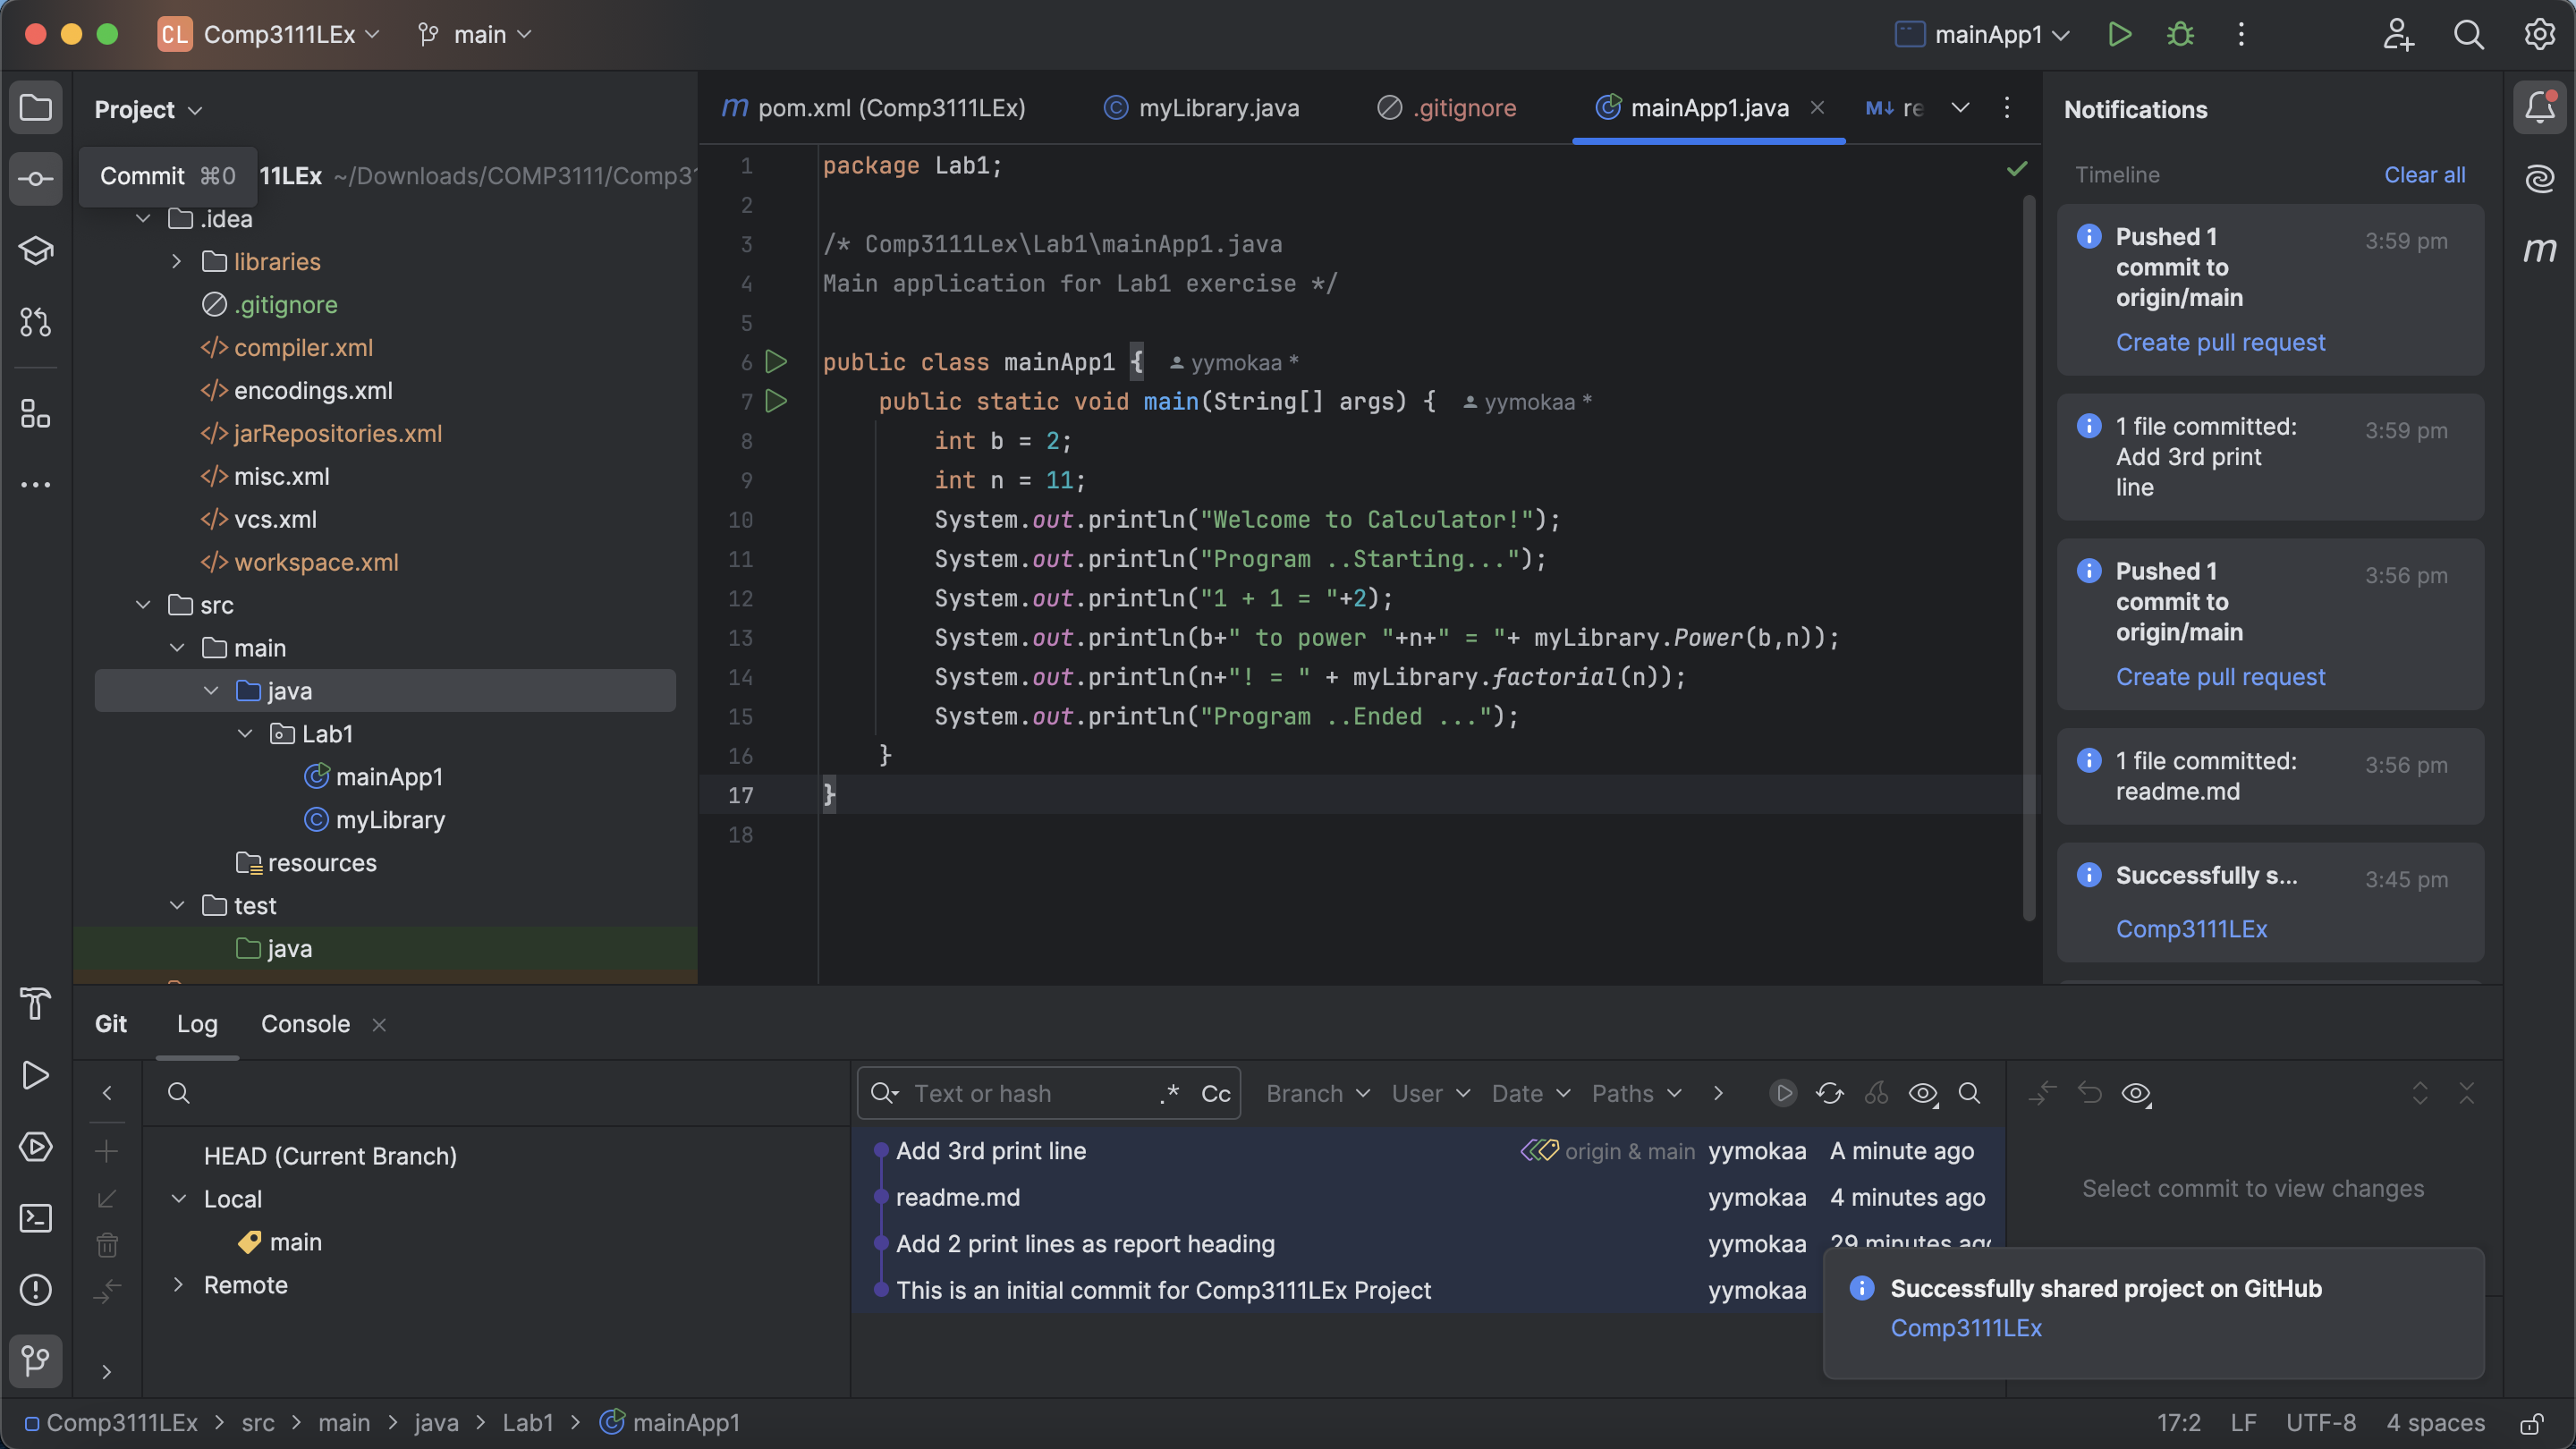 CL Comp3111LEx main mainApp1
Project
Commit ⌘0 11LEx ~/Downloads/COMP3111/Comp31
.idea
libraries
.gitignore
compiler.xml
encodings.xml
jarRepositories.xml
misc.xml
vcs.xml
workspace.xml
src
main
java
Lab1
mainApp1
myLibrary
resources
test
java
m pom.xml (Comp3111LEx) myLibrary.java .gitignore mainApp1.java M↓ re
1 package Lab1;
2
3 /* Comp3111Lex\Lab1\mainApp1.java
4 Main application for Lab1 exercise */
5
6 public class mainApp1 { yymokaa *
7 public static void main(String[] args) { yymokaa *
8 int b = 2;
9 int n = 11;
10 System.out.println("Welcome to Calculator!");
11 System.out.println("Program ..Starting...");
12 System.out.println("1 + 1 = "+2);
13 System.out.println(b+" to power "+n+" = "+ myLibrary.Power(b,n));
14 System.out.println(n+"! = " + myLibrary.factorial(n));
15 System.out.println("Program ..Ended ...");
16 }
17 }
18
Notifications
Timeline Clear all
Pushed 1 3:59 pm
commit to
origin/main
Create pull request
1 file committed: 3:59 pm
Add 3rd print
line
Pushed 1 3:56 pm
commit to
origin/main
Create pull request
1 file committed: 3:56 pm
readme.md
Successfully s... 3:45 pm
Comp3111LEx
m
Git Log Console
Text or hash .* Cc Branch User Date Paths
HEAD (Current Branch)
Local
main
Remote
Add 3rd print line origin & main yymokaa A minute ago
readme.md yymokaa 4 minutes ago
Add 2 print lines as report heading yymokaa 29 minutes ago
This is an initial commit for Comp3111LEx Project yymokaa
Select commit to view changes
Successfully shared project on GitHub
Comp3111LEx
Comp3111LEx > src > main > java > Lab1 > mainApp1 17:2 LF UTF-8 4 spaces